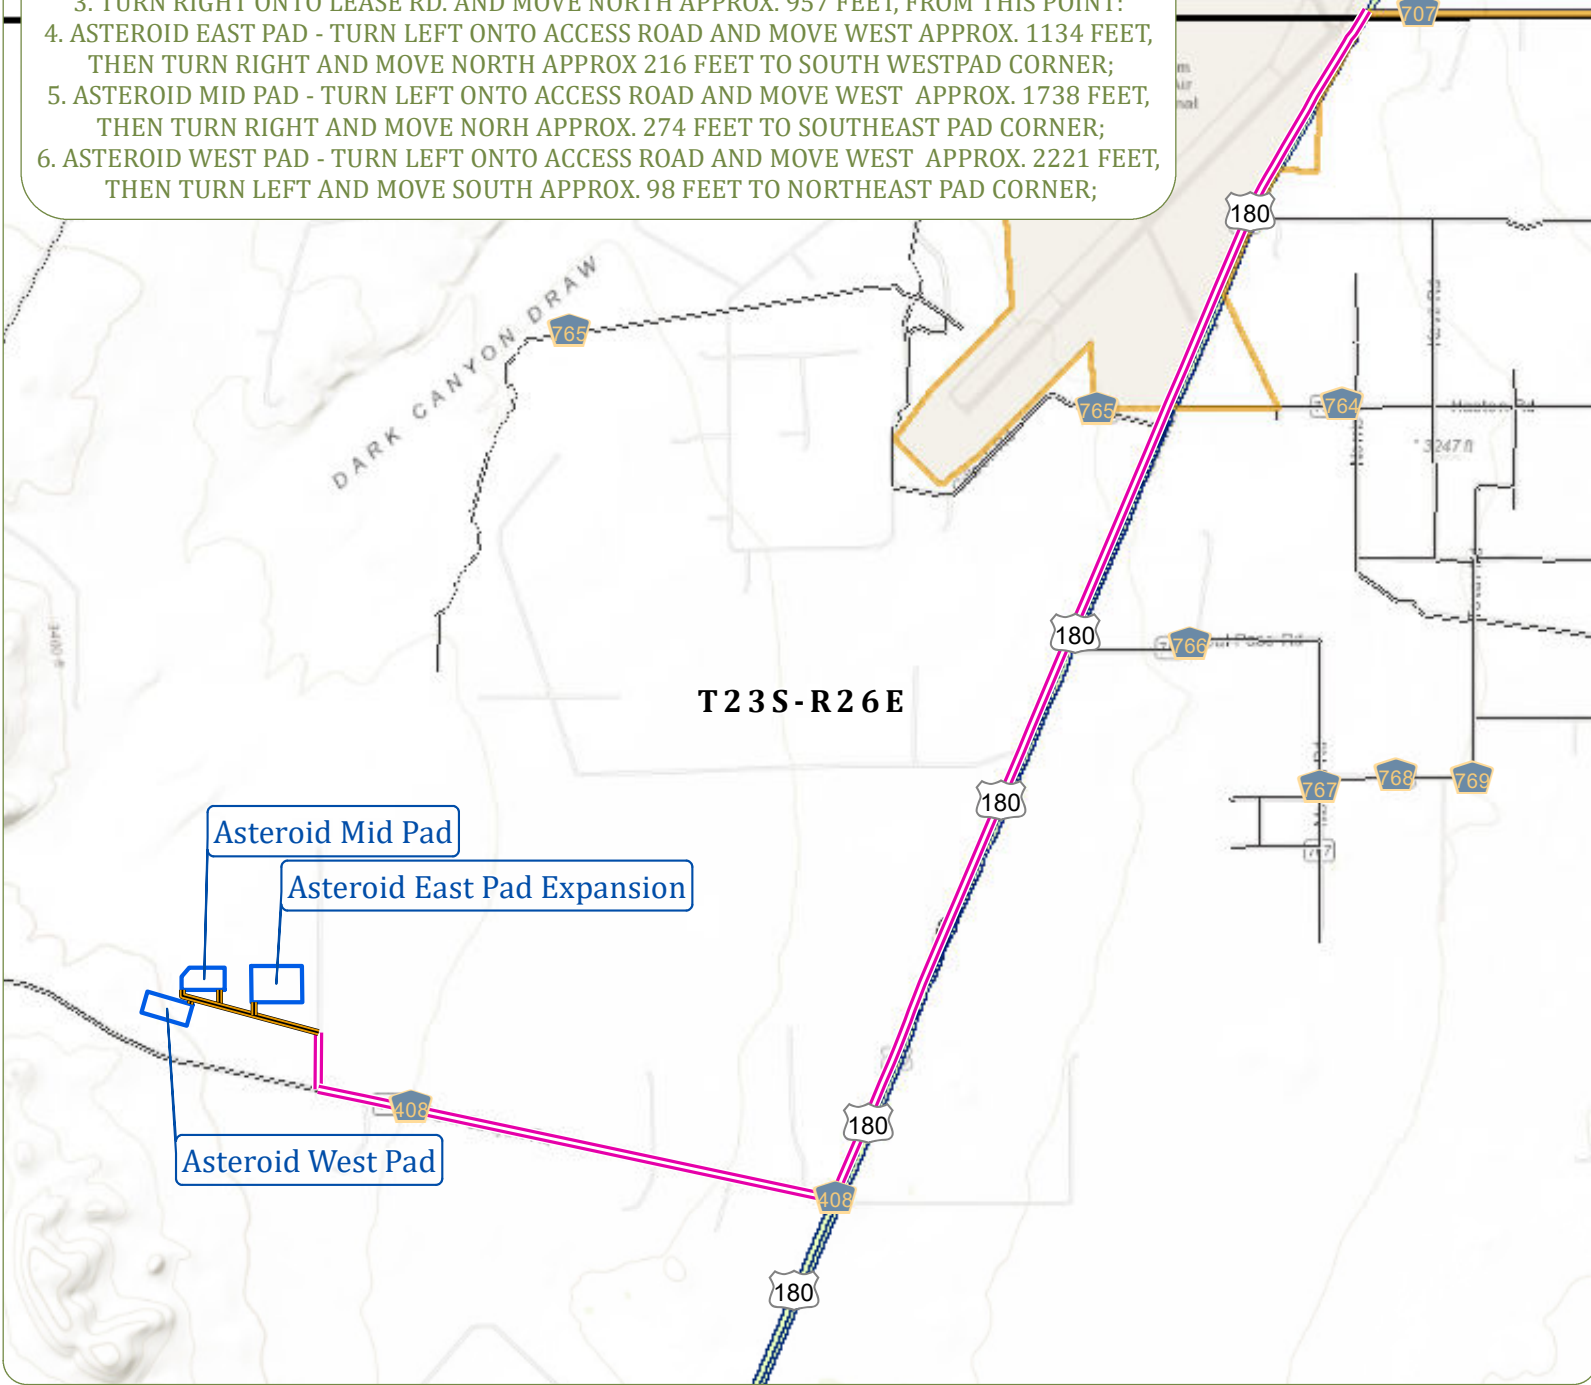 3. TURN RIGHT ONTO LEASE RD. AND MOVE NORTH APPROX. 957 FEET, FROM THIS POINT:
4. ASTEROID EAST PAD - TURN LEFT ONTO ACCESS ROAD AND MOVE WEST APPROX. 1134 FEET,
THEN TURN RIGHT AND MOVE NORTH APPROX 216 FEET TO SOUTH WESTPAD CORNER;
5. ASTEROID MID PAD - TURN LEFT ONTO ACCESS ROAD AND MOVE WEST APPROX. 1738 FEET,
THEN TURN RIGHT AND MOVE NORH APPROX. 274 FEET TO SOUTHEAST PAD CORNER;
6. ASTEROID WEST PAD - TURN LEFT ONTO ACCESS ROAD AND MOVE WEST APPROX. 2221 FEET,
THEN TURN LEFT AND MOVE SOUTH APPROX. 98 FEET TO NORTHEAST PAD CORNER;
707
180
DARK CANYON DRAW
765
765
764
3247 ft
180
766
T23S-R26E
180
767
768
769
Asteroid Mid Pad
Asteroid East Pad Expansion
408
180
Asteroid West Pad
408
180